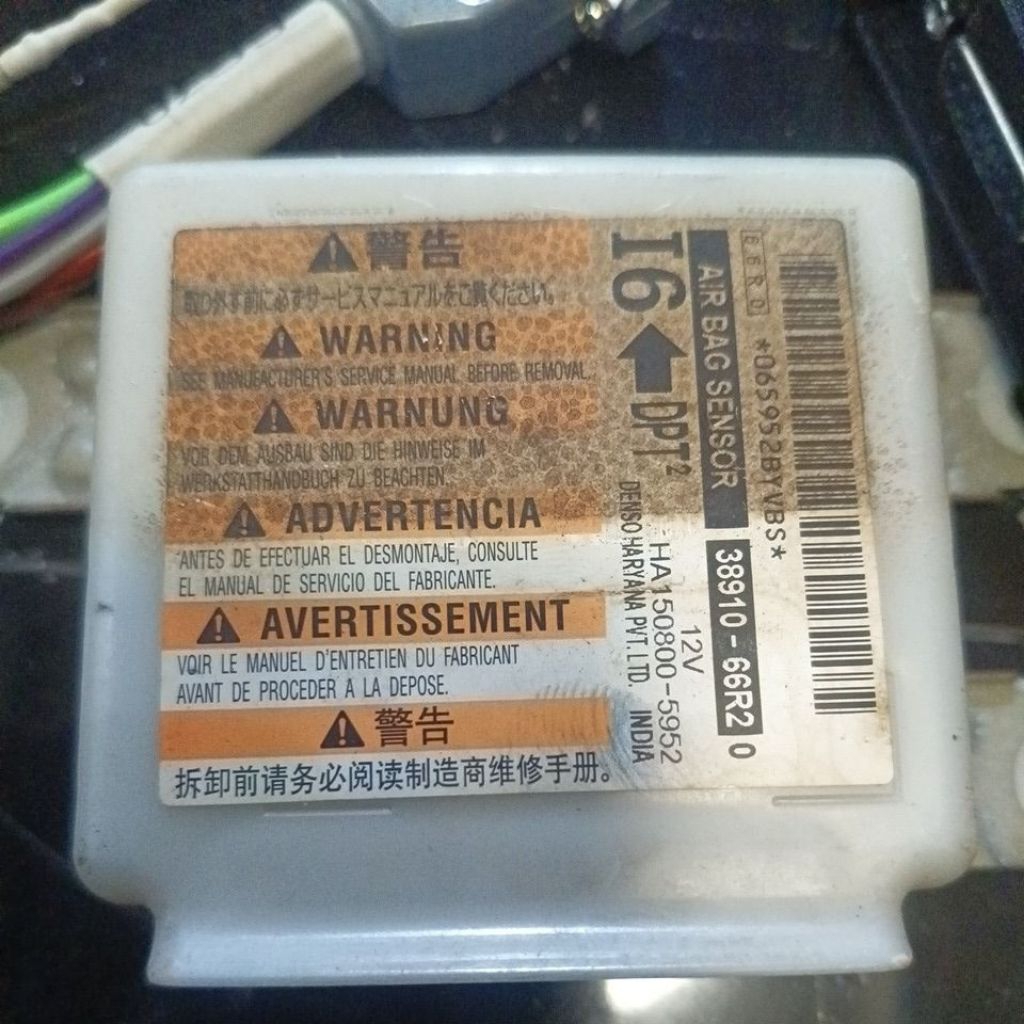 ⚠警告
取り外す前に必ずサービスマニュアルをご覧ください。
⚠ WARNING
SEE MANUFACTURER'S SERVICE MANUAL BEFORE REMOVAL.
⚠ WARNUNG
VOR DEM AUSBAU SIND DIE HINWEISE IM
WERKSTATTHANDBUCH ZU BEACHTEN.
⚠ ADVERTENCIA
ANTES DE EFECTUAR EL DESMONTAJE, CONSULTE
EL MANUAL DE SERVICIO DEL FABRICANTE.
⚠ AVERTISSEMENT
VOIR LE MANUEL D'ENTRETIEN DU FABRICANT
AVANT DE PROCEDER A LA DEPOSE.
⚠警告
拆卸前请务必阅读制造商维修手册。
66R0
*0659528YVBS*
AIR BAG SENSOR 38910-66R2 0
12V
I6 ⬅ DPT² HA150800-5952
DENSO HARYANA PVT.LTD. INDIA